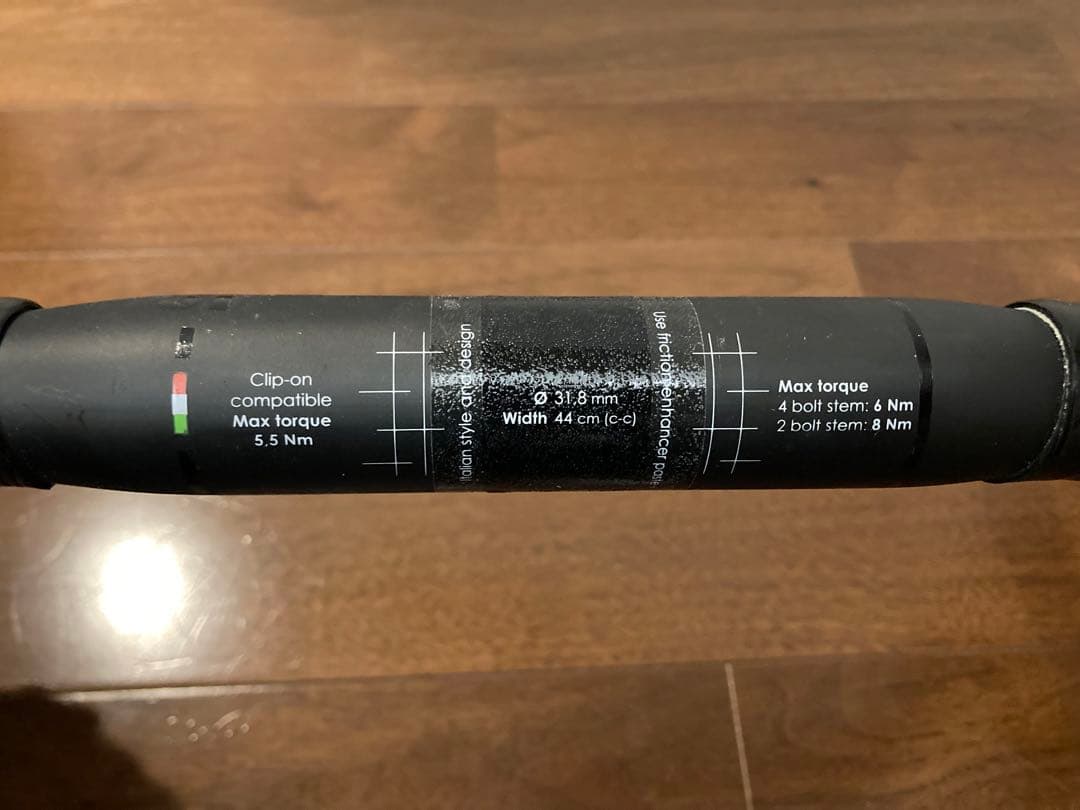 Clip-on
compatible
Max torque
5,5 Nm
Italian style and design
Ø 31,8 mm
Width 44 cm (c-c)
Use friction enhancer
Max torque
4 bolt stem: 6 Nm
2 bolt stem: 8 Nm